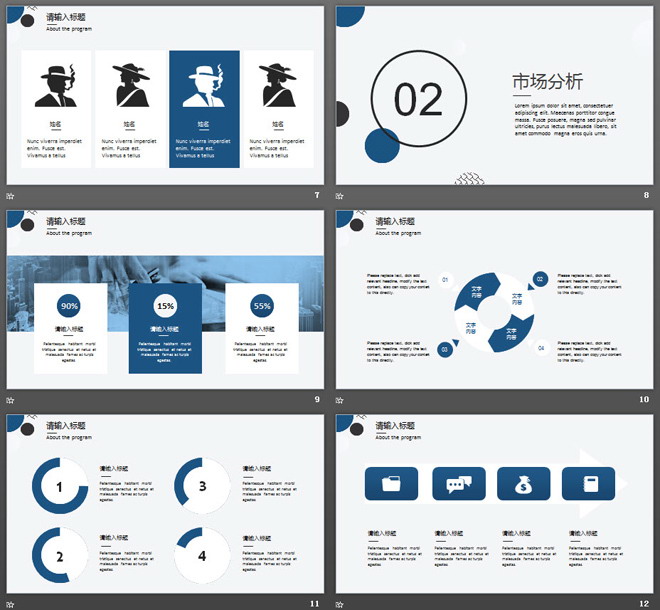 请输入标题
About the program
姓名
Nunc viverra imperdiet
enim. Fusce est.
Vivamus a tellus
姓名
Nunc viverra imperdiet
enim. Fusce est.
Vivamus a tellus
姓名
Nunc viverra imperdiet
enim. Fusce est.
Vivamus a tellus
姓名
Nunc viverra imperdiet
enim. Fusce est.
Vivamus a tellus
7
02
市场分析
Lorem ipsum dolor sit amet, consectetuer
adipiscing elit. Maecenas porttitor congue
massa. Fusce posuere, magna sed pulvinar
ultricies, purus lectus malesuada libero, sit
amet commodo magna eros quis urna.
8
请输入标题
About the program
90%
请输入标题
Pellentesque habitant morbi
tristique senectus et netus et
malesuada fames ac turpis
egestas
15%
请输入标题
Pellentesque habitant morbi
tristique senectus et netus et
malesuada fames ac turpis
egestas
55%
请输入标题
Pellentesque habitant morbi
tristique senectus et netus et
malesuada fames ac turpis
egestas
9
请输入标题
About the program
Please replace text, click add
relevant headline, modify the text
content, also can copy your content
to this directly.
01
文字
内容
文字
内容
02
Please replace text, click add
relevant headline, modify the text
content, also can copy your content
to this directly.
Please replace text, click add
relevant headline, modify the text
content, also can copy your content
to this directly.
03
文字
内容
文字
内容
04
Please replace text, click add
relevant headline, modify the text
content, also can copy your content
to this directly.
10
请输入标题
About the program
1
请输入标题
Pellentesque habitant morbi
tristique senectus et netus et
malesuada fames ac turpis
egestas
3
请输入标题
Pellentesque habitant morbi
tristique senectus et netus et
malesuada fames ac turpis
egestas
2
请输入标题
Pellentesque habitant morbi
tristique senectus et netus et
malesuada fames ac turpis
egestas
4
请输入标题
Pellentesque habitant morbi
tristique senectus et netus et
malesuada fames ac turpis
egestas
11
请输入标题
About the program
请输入标题
Pellentesque habitant morbi
tristique senectus et netus et
malesuada fames ac turpis
egestas
请输入标题
Pellentesque habitant morbi
tristique senectus et netus et
malesuada fames ac turpis
egestas
请输入标题
Pellentesque habitant morbi
tristique senectus et netus et
malesuada fames ac turpis
egestas
请输入标题
Pellentesque habitant morbi
tristique senectus et netus et
malesuada fames ac turpis
egestas
12